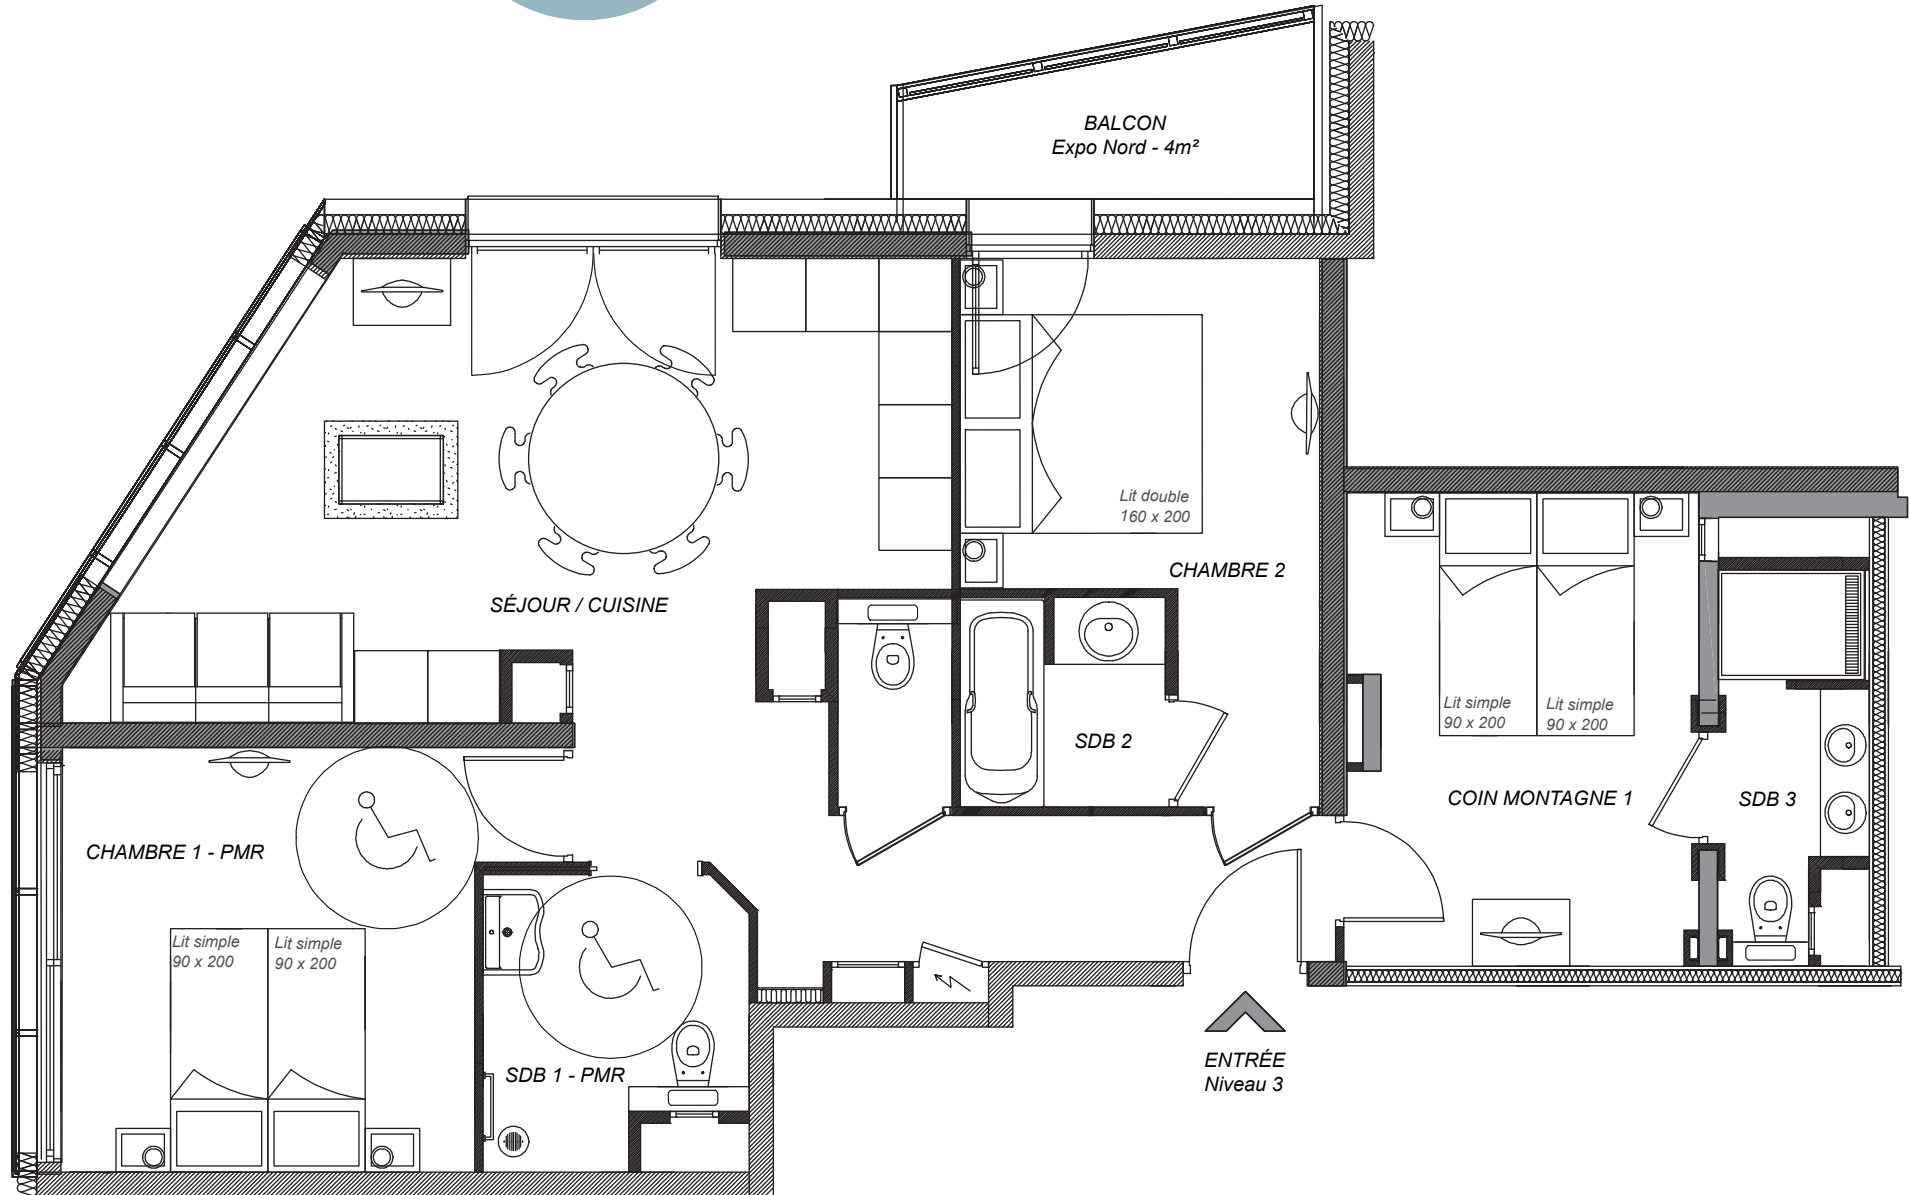 BALCON
Expo Nord - 4m²
Lit double
160 x 200
CHAMBRE 2
SÉJOUR / CUISINE
Lit simple
90 x 200
Lit simple
90 x 200
SDB 2
COIN MONTAGNE 1
SDB 3
CHAMBRE 1 - PMR
Lit simple
90 x 200
Lit simple
90 x 200
SDB 1 - PMR
ENTRÉE
Niveau 3